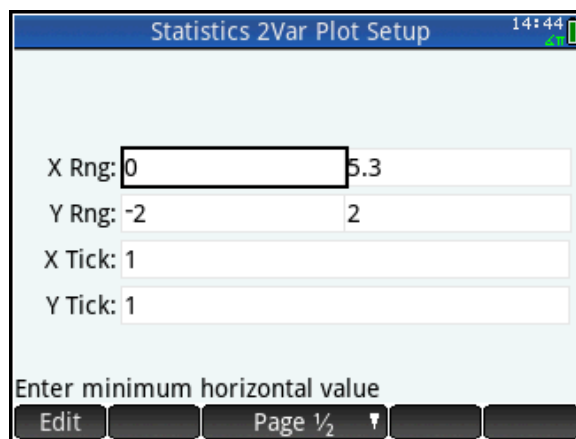 Statistics 2Var Plot Setup 14:44
∡π
X Rng: 0 5.3
Y Rng: -2 2
X Tick: 1
Y Tick: 1
Enter minimum horizontal value
Edit Page ½ ▼